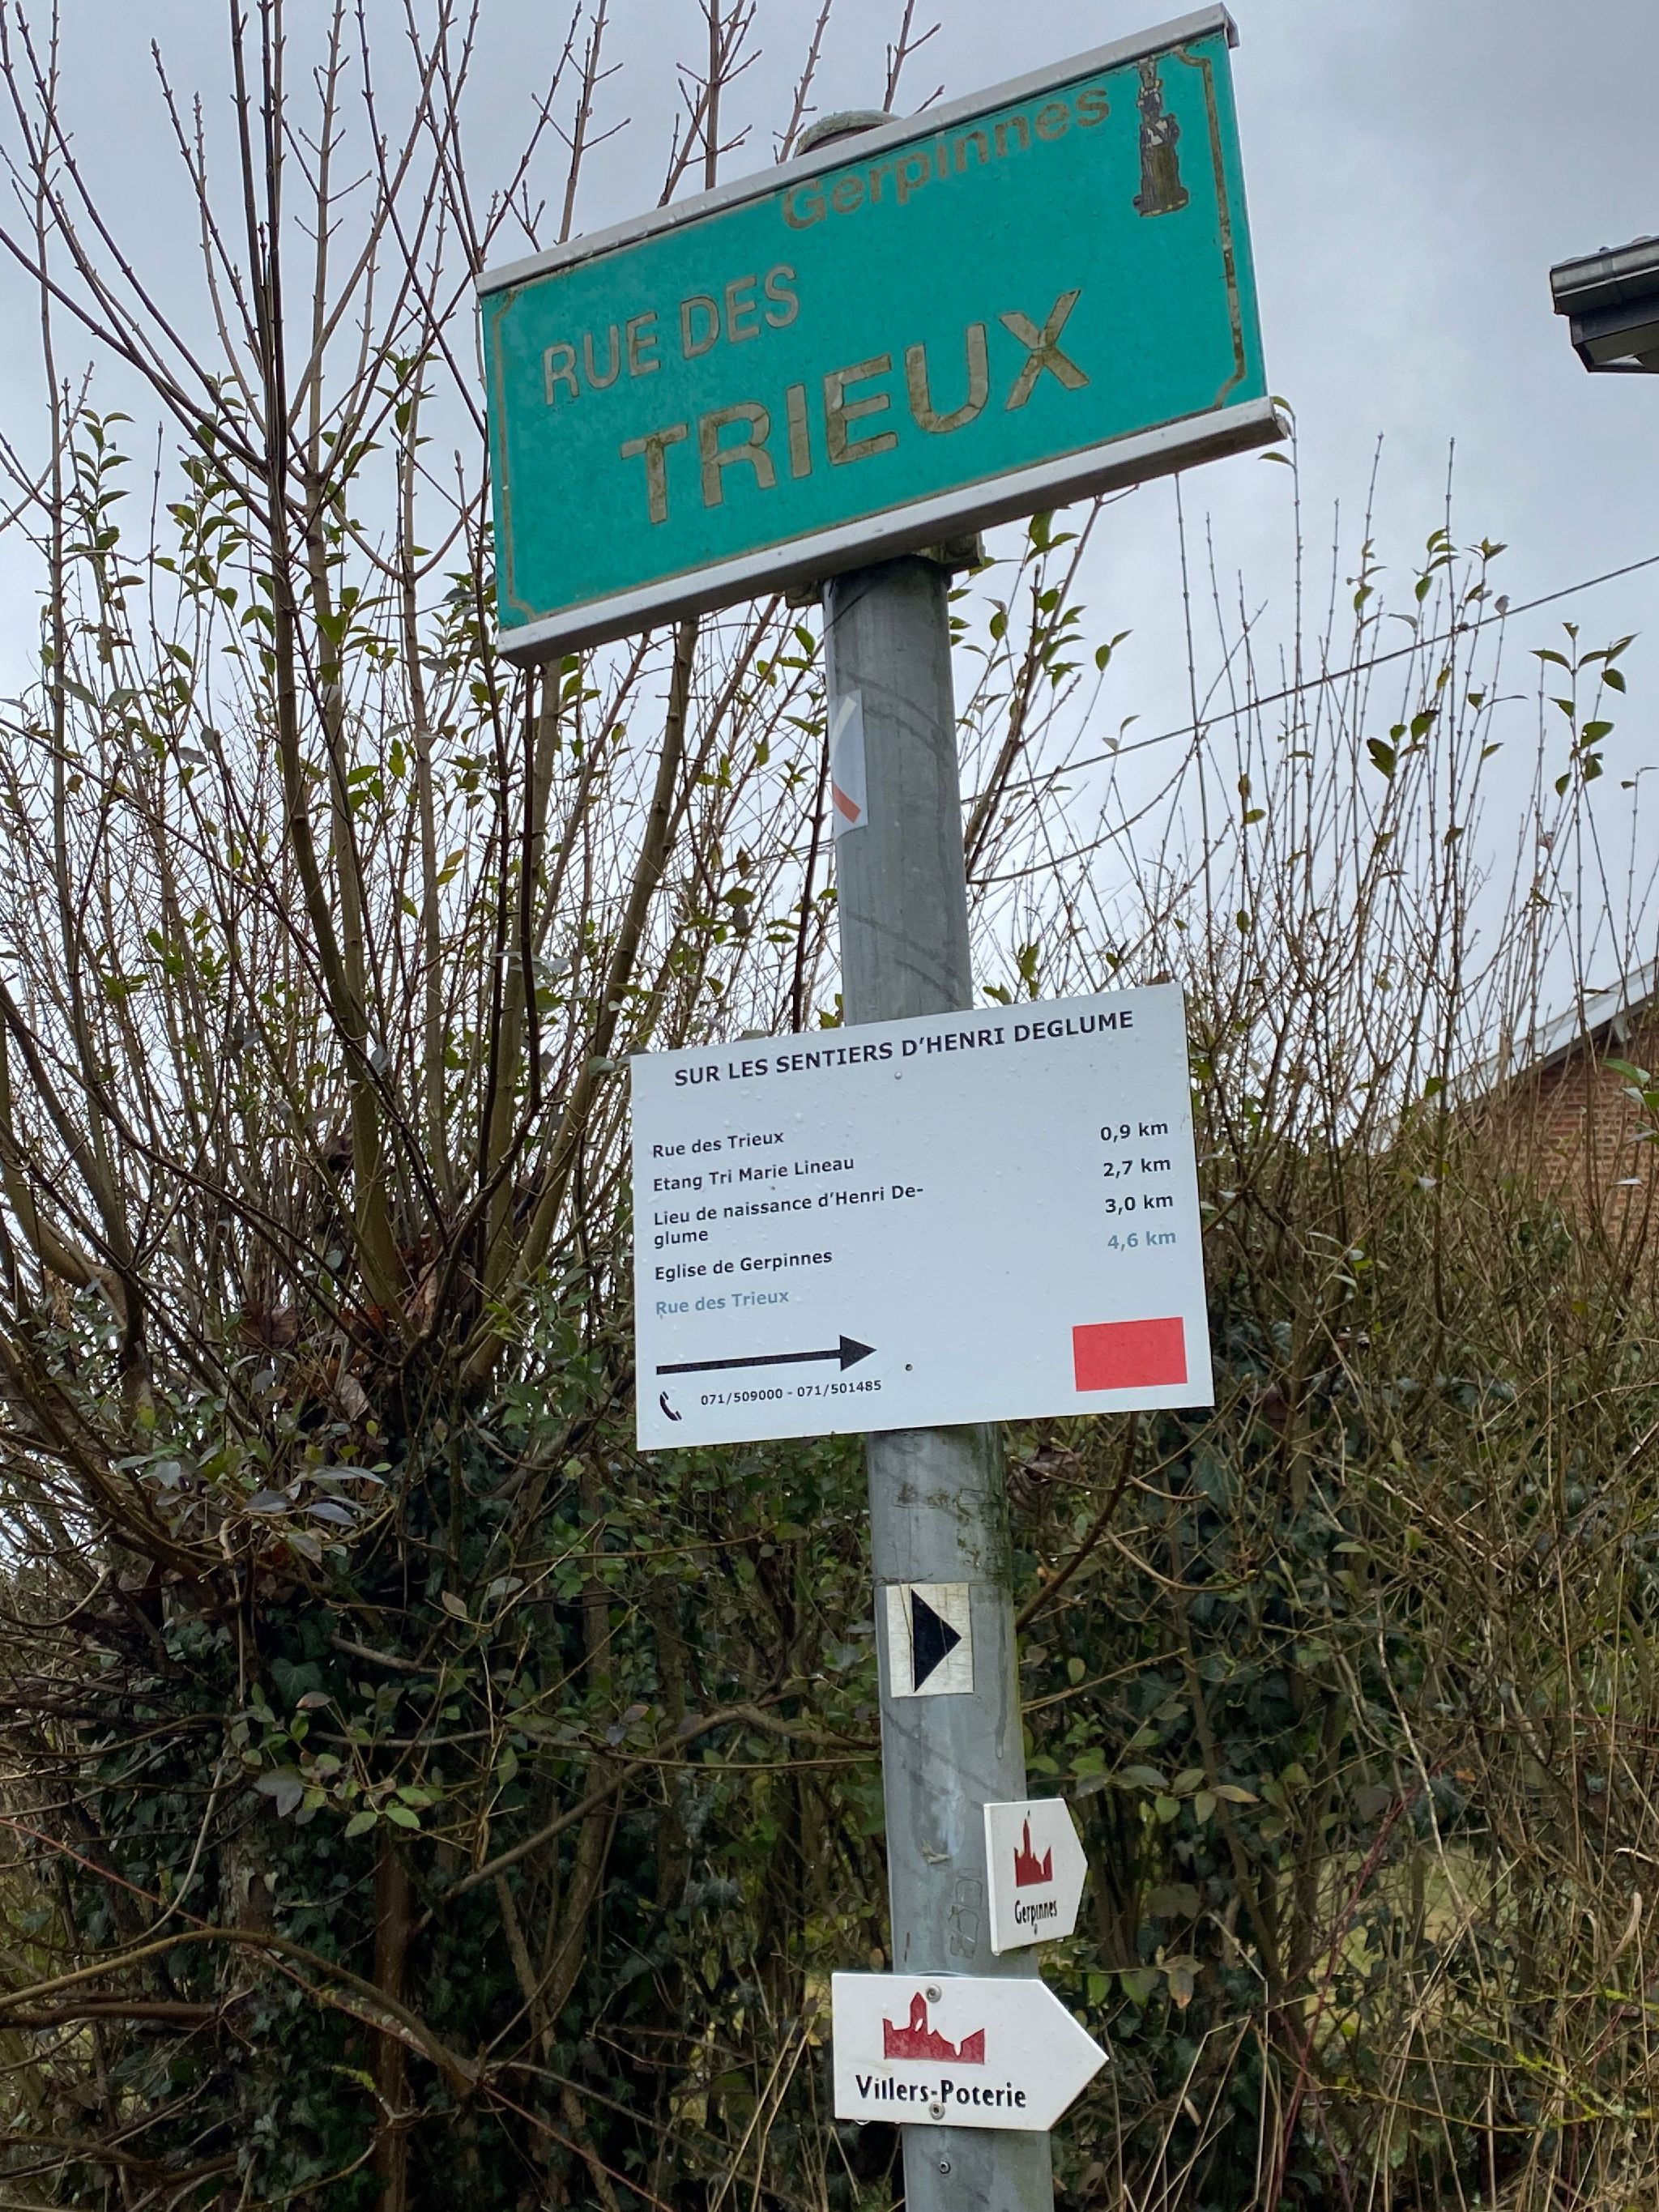 Gerpinnes
RUE DES
TRIEUX
SUR LES SENTIERS D'HENRI DEGLUME
Rue des Trieux 0,9 km
Etang Tri Marie Lineau 2,7 km
Lieu de naissance d'Henri De- 3,0 km
glume
Eglise de Gerpinnes 4,6 km
Rue des Trieux
071/509000 - 071/501485
Gerpinnes
Villers-Poterie